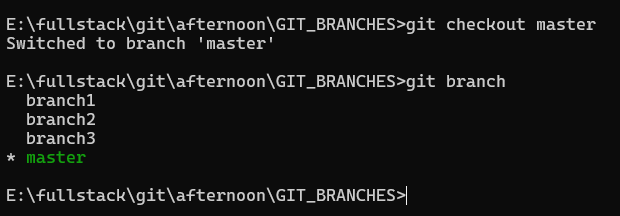 E:\fullstack\git\afternoon\GIT_BRANCHES>git checkout master
Switched to branch 'master'
E:\fullstack\git\afternoon\GIT_BRANCHES>git branch
  branch1
  branch2
  branch3
* master
E:\fullstack\git\afternoon\GIT_BRANCHES>